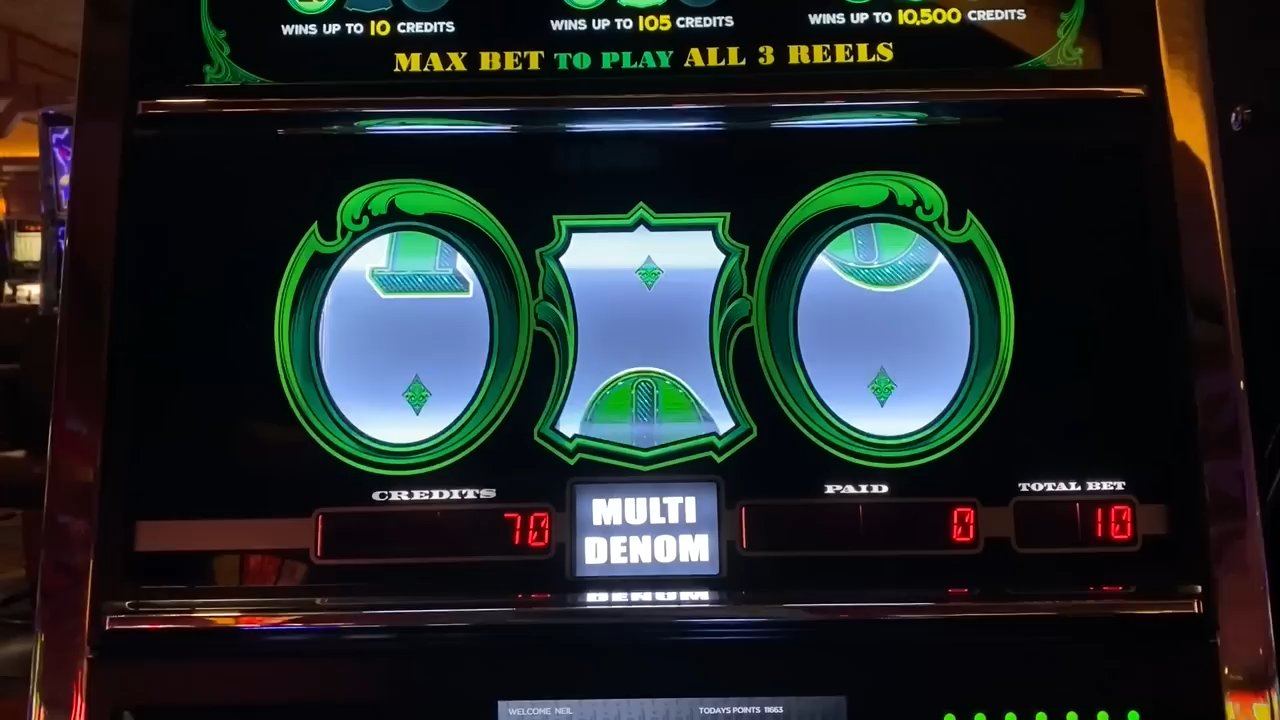 WINS UP TO 10 CREDITS
WINS UP TO 105 CREDITS
WINS UP TO 10,500 CREDITS
MAX BET TO PLAY ALL 3 REELS
CREDITS
PAID
TOTAL BET
70
MULTI
DENOM
0
10
WELCOME NEIL
TODAYS POINTS 11663